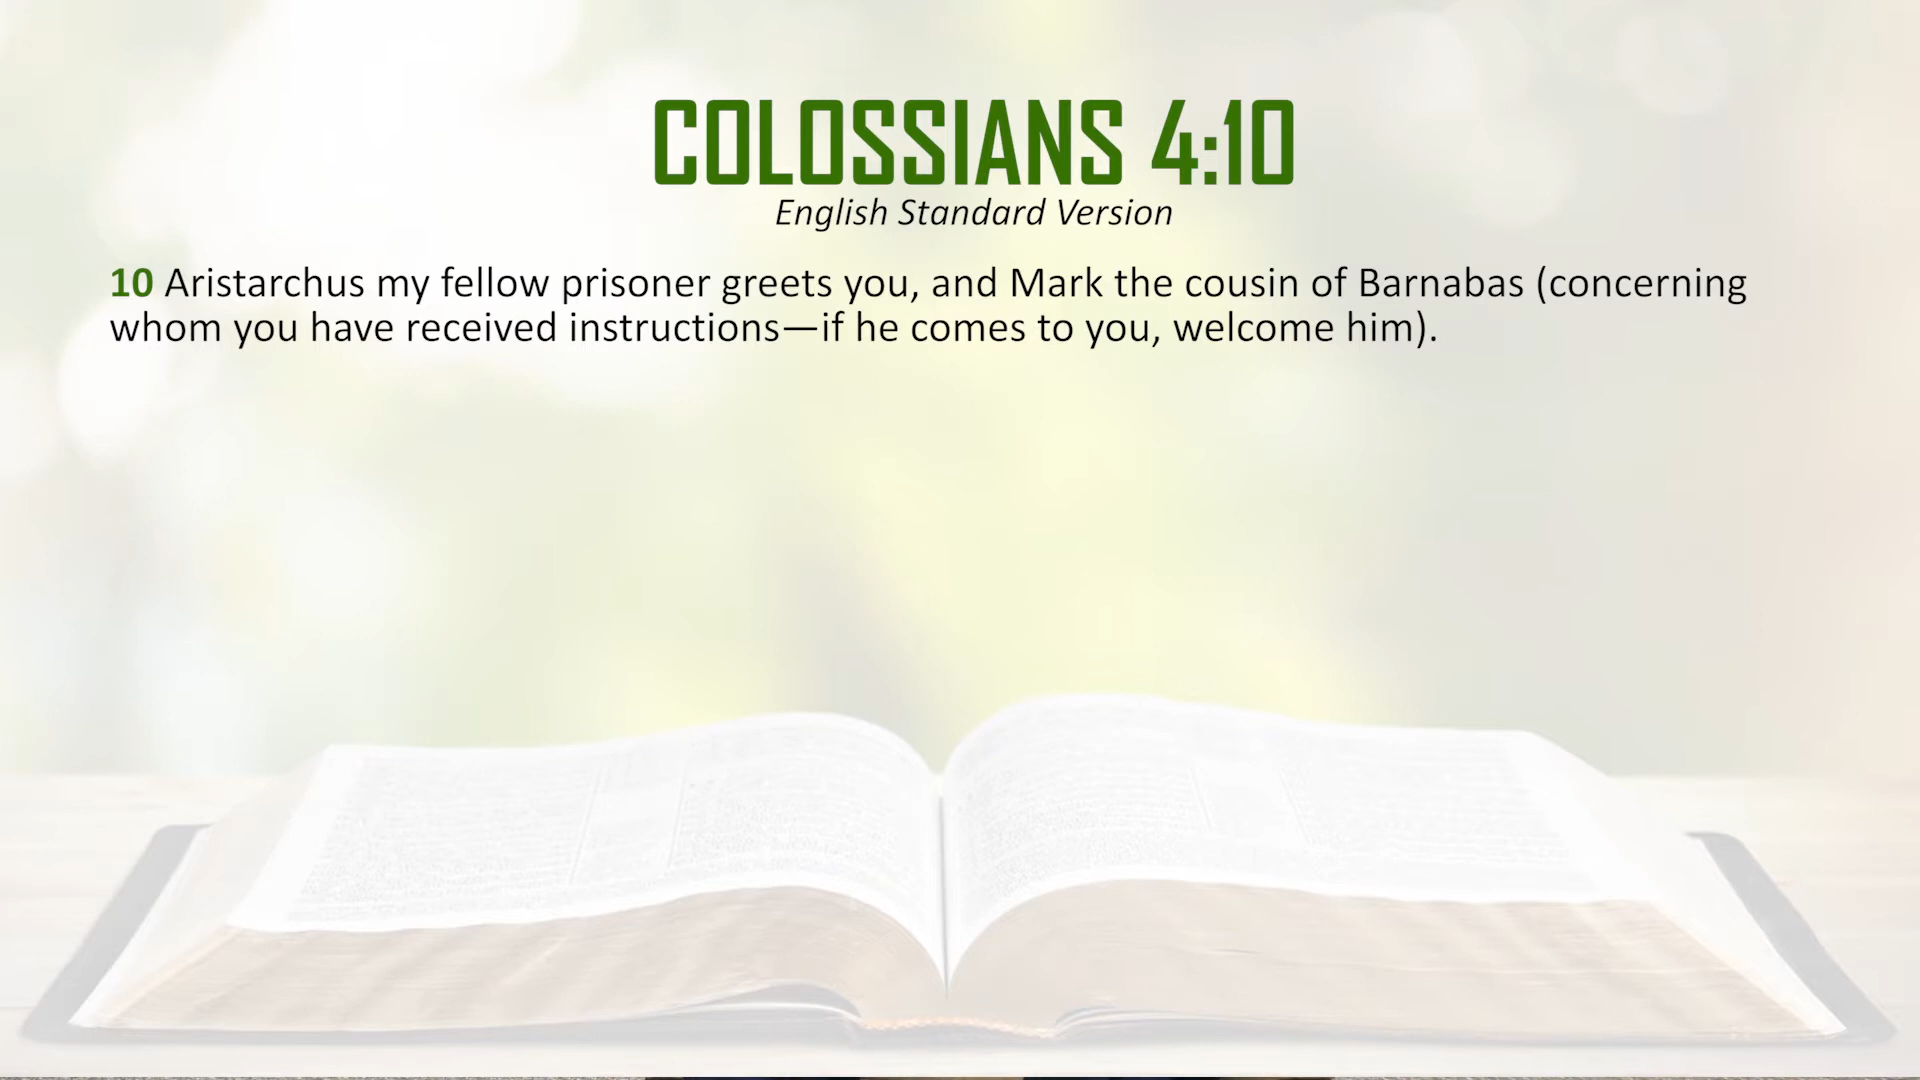 COLOSSIANS 4:10
English Standard Version
10 Aristarchus my fellow prisoner greets you, and Mark the cousin of Barnabas (concerning
whom you have received instructions—if he comes to you, welcome him).